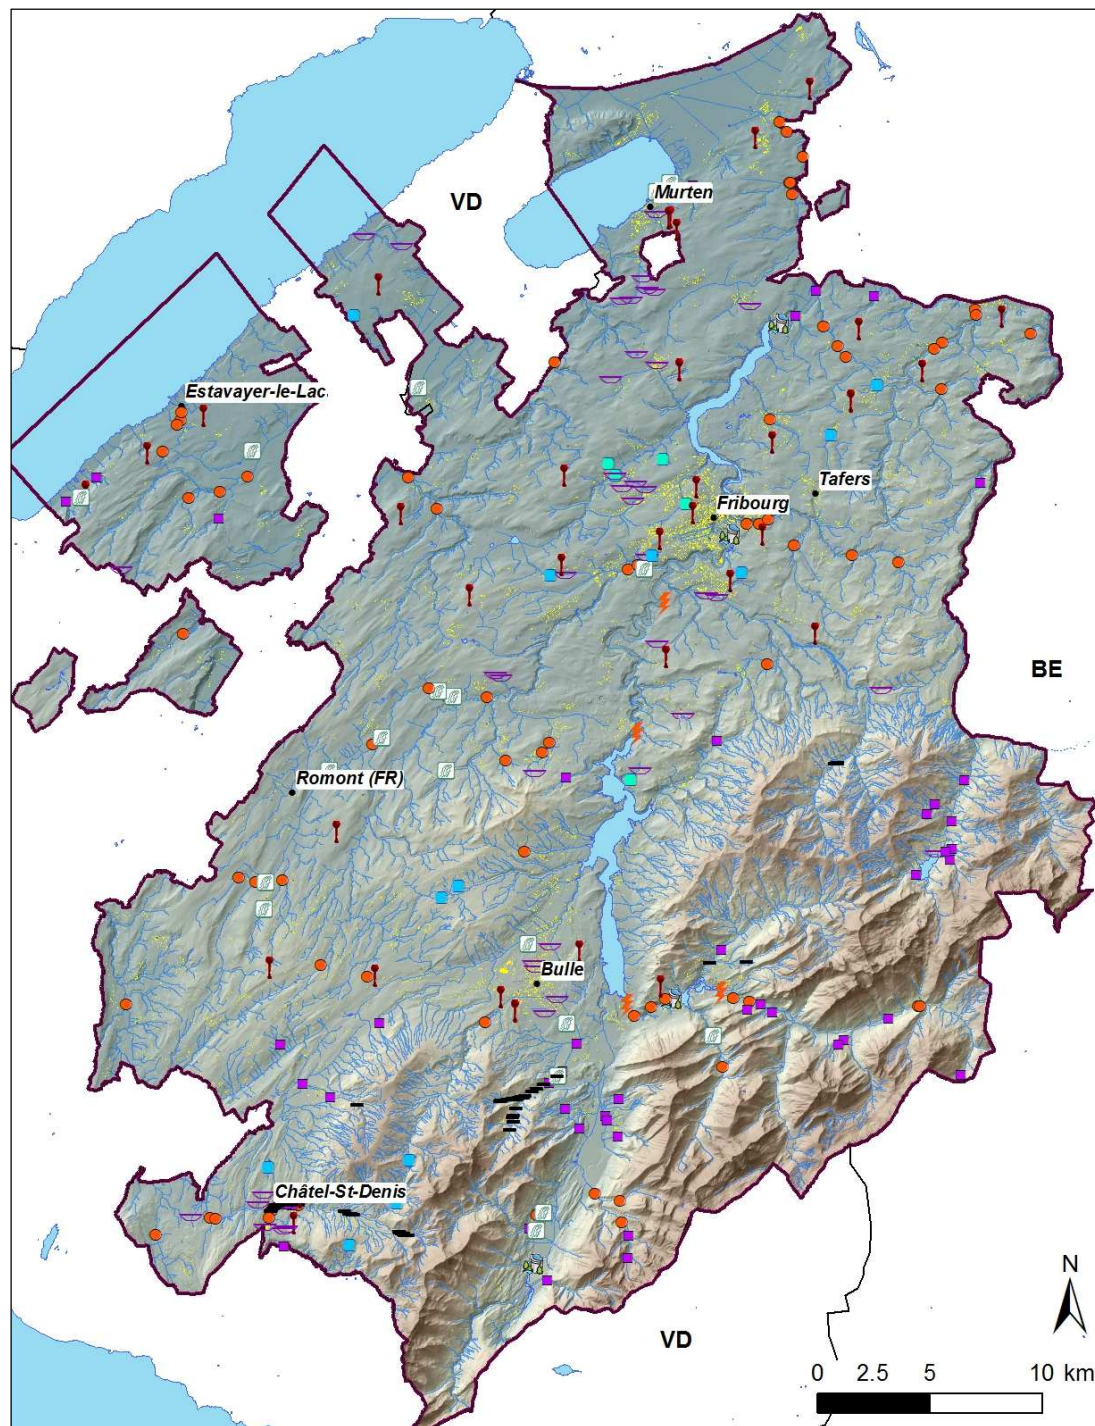 VD
Murten
Estavayer-le-Lac
Tafers
Fribourg
BE
Romont (FR)
Bulle
Châtel-St-Denis
N
VD
0 2.5 5 10 km